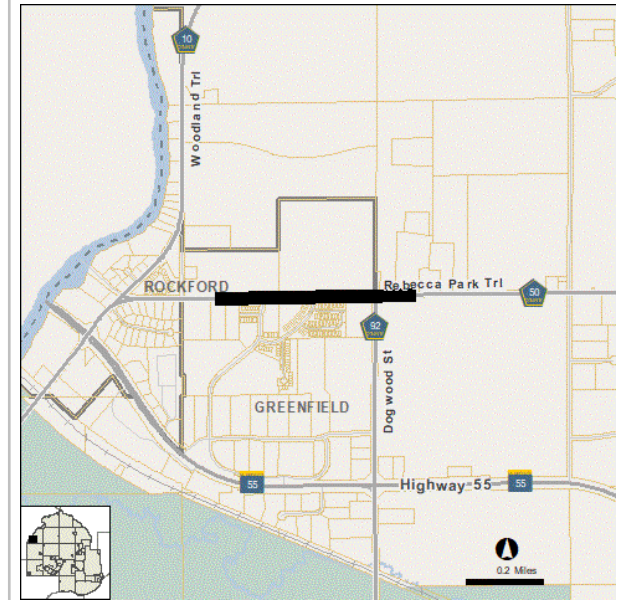 10
Woodland Trl
ROCKFORD
Rebecca Park Trl
50
92
Dogwood St
GREENFIELD
55
Highway 55
55
0.2 Miles